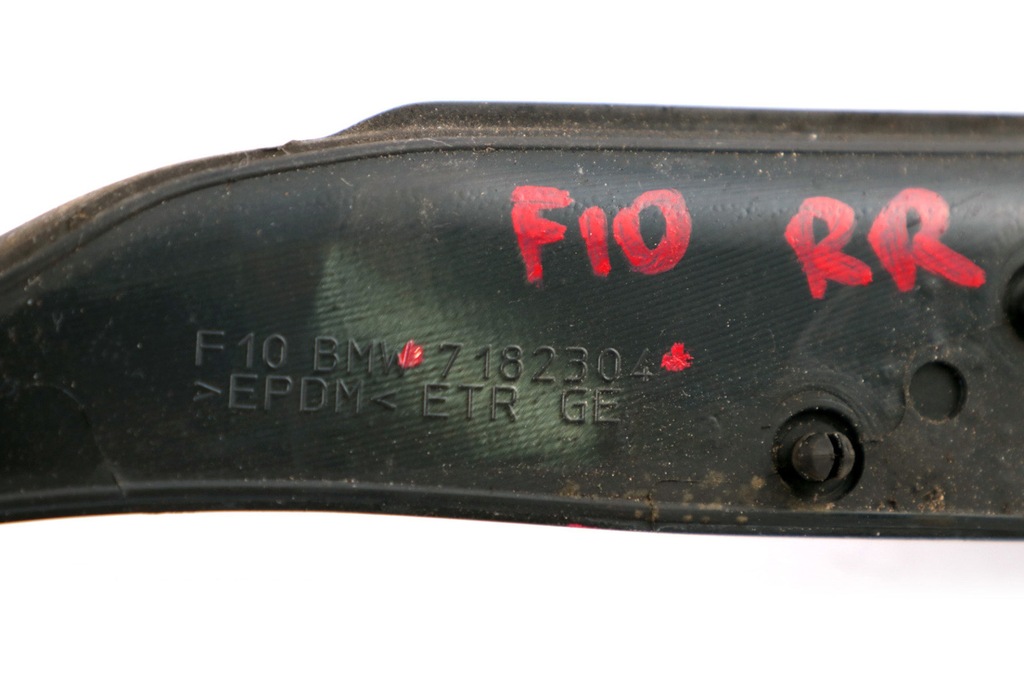 F10 RR
F10 BMW 7182304
>EPDM< ETR GE